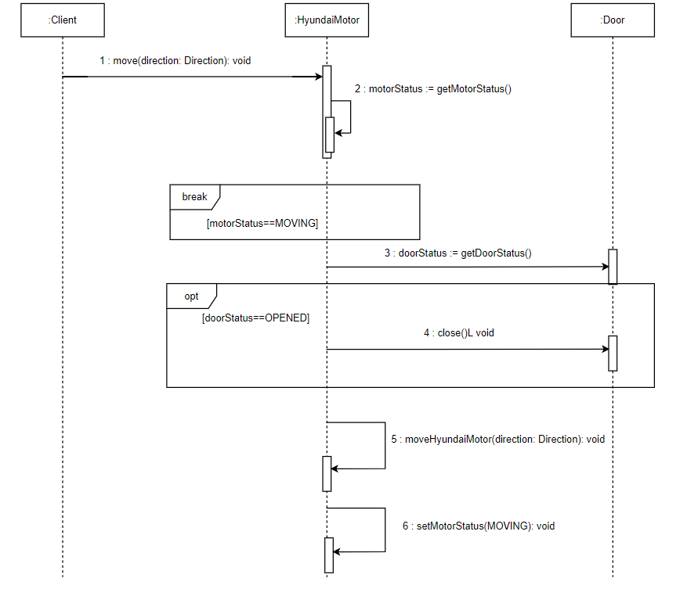 :Client
:HyundaiMotor
:Door
1 : move(direction: Direction): void
2 : motorStatus := getMotorStatus()
break
[motorStatus==MOVING]
3 : doorStatus := getDoorStatus()
opt
[doorStatus==OPENED]
4 : close()L void
5 : moveHyundaiMotor(direction: Direction): void
6 : setMotorStatus(MOVING): void